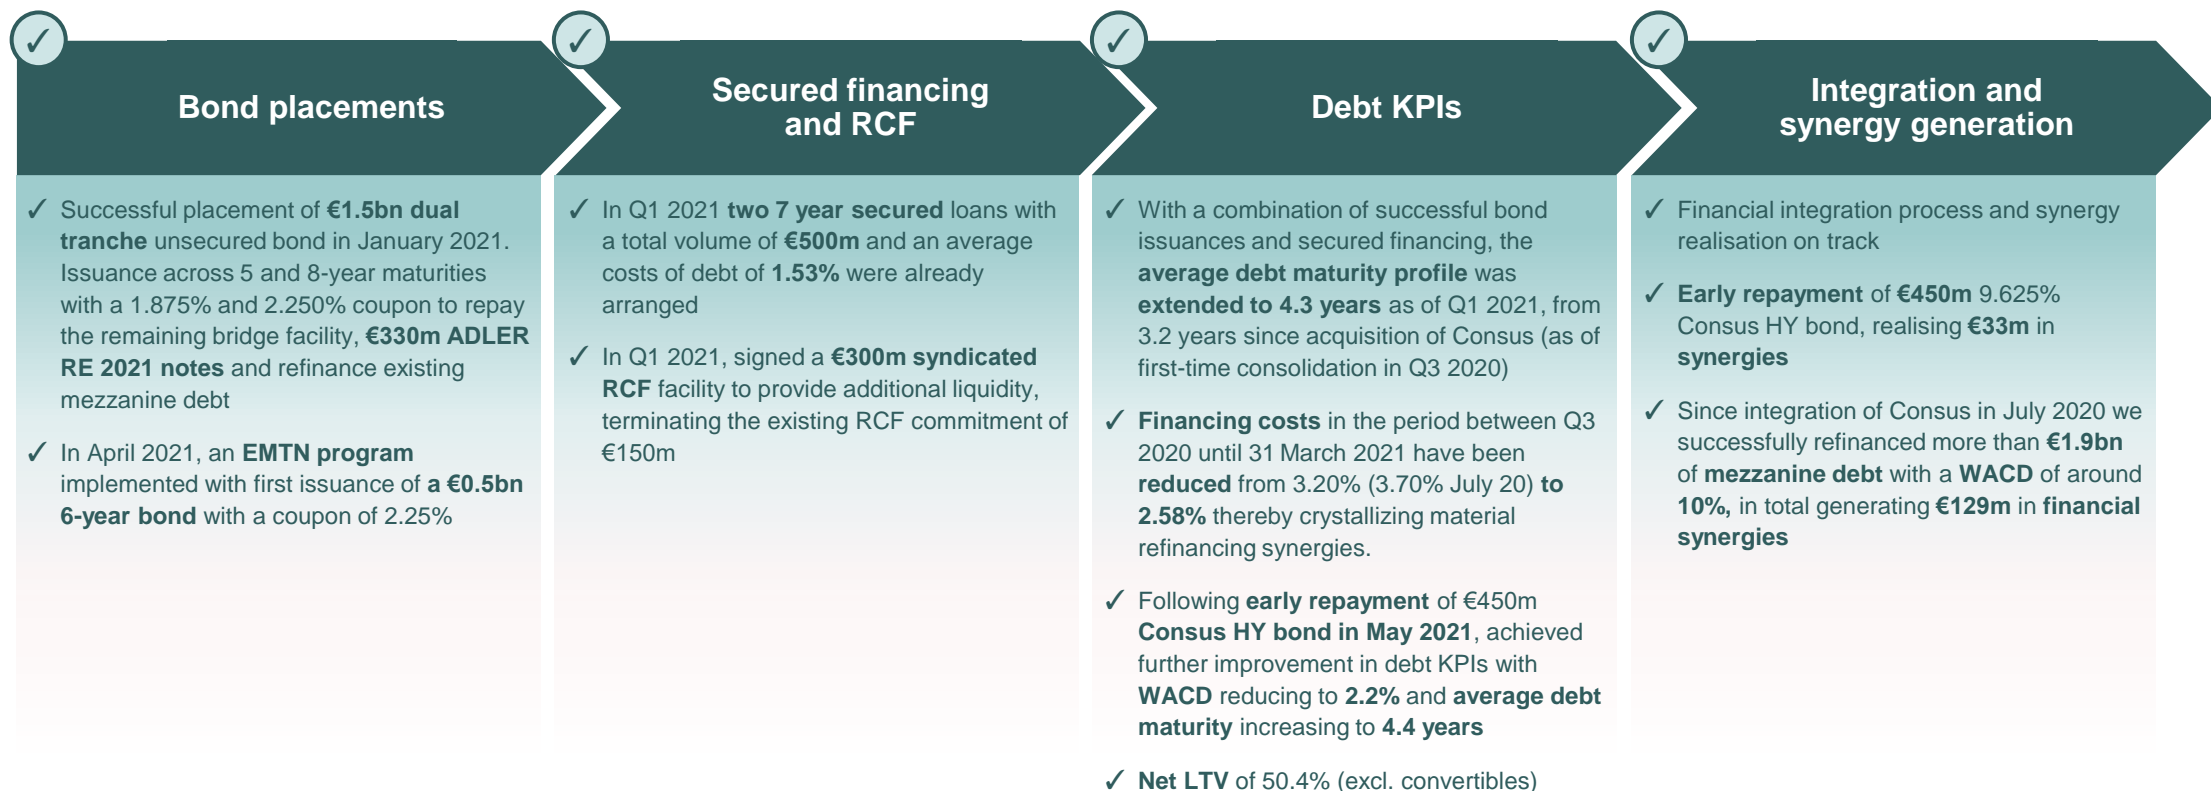 Bond placements
✓ Successful placement of €1.5bn dual
tranche unsecured bond in January 2021.
Issuance across 5 and 8-year maturities
with a 1.875% and 2.250% coupon to repay
the remaining bridge facility, €330m ADLER
RE 2021 notes and refinance existing
mezzanine debt
✓ In April 2021, an EMTN program
implemented with first issuance of a €0.5bn
6-year bond with a coupon of 2.25%
Secured financing
and RCF
✓ In Q1 2021 two 7 year secured loans with
a total volume of €500m and an average
costs of debt of 1.53% were already
arranged
✓ In Q1 2021, signed a €300m syndicated
RCF facility to provide additional liquidity,
terminating the existing RCF commitment of
€150m
Debt KPIs
✓ With a combination of successful bond
issuances and secured financing, the
average debt maturity profile was
extended to 4.3 years as of Q1 2021, from
3.2 years since acquisition of Consus (as of
first-time consolidation in Q3 2020)
✓ Financing costs in the period between Q3
2020 until 31 March 2021 have been
reduced from 3.20% (3.70% July 20) to
2.58% thereby crystallizing material
refinancing synergies.
✓ Following early repayment of €450m
Consus HY bond in May 2021, achieved
further improvement in debt KPIs with
WACD reducing to 2.2% and average debt
maturity increasing to 4.4 years
✓ Net LTV of 50.4% (excl. convertibles)
Integration and
synergy generation
✓ Financial integration process and synergy
realisation on track
✓ Early repayment of €450m 9.625%
Consus HY bond, realising €33m in
synergies
✓ Since integration of Consus in July 2020 we
successfully refinanced more than €1.9bn
of mezzanine debt with a WACD of around
10%, in total generating €129m in financial
synergies